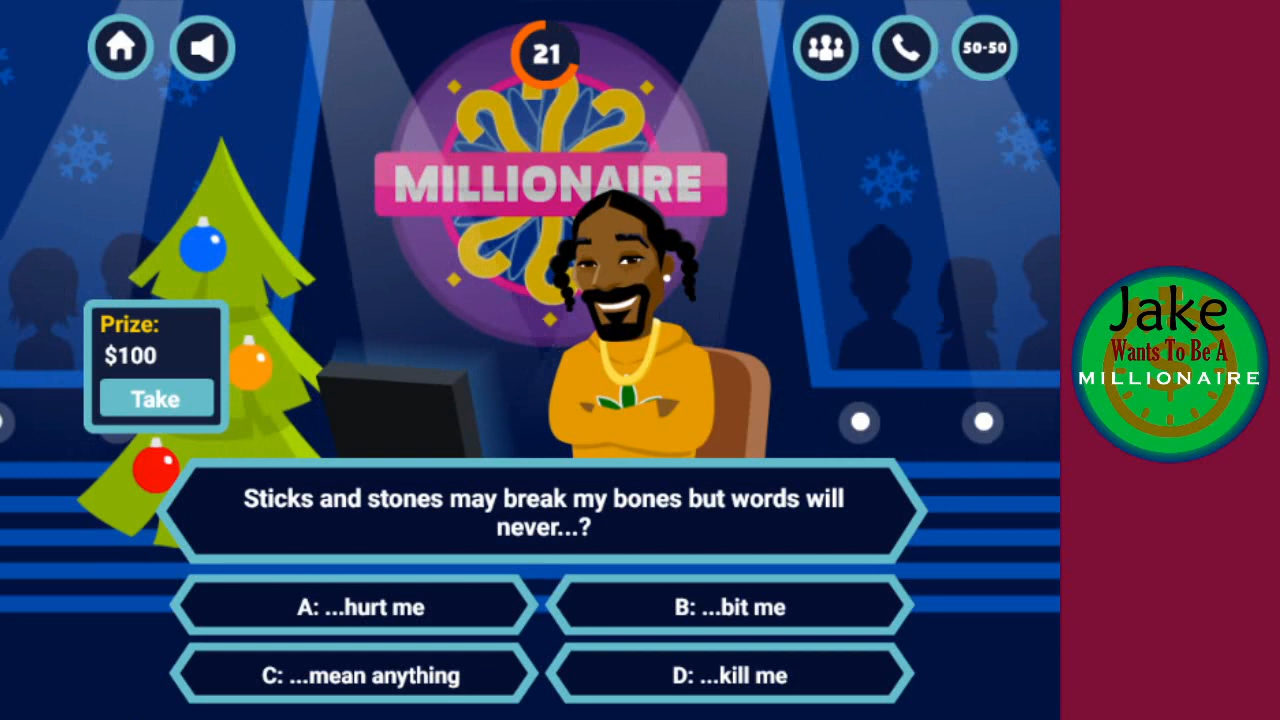 21
50-50
MILLIONAIRE
Prize:
$100
Take
Jake
Wants To Be A
MILLIONAIRE
Sticks and stones may break my bones but words will
never...?
A: ...hurt me
B: ...bit me
C: ...mean anything
D: ...kill me